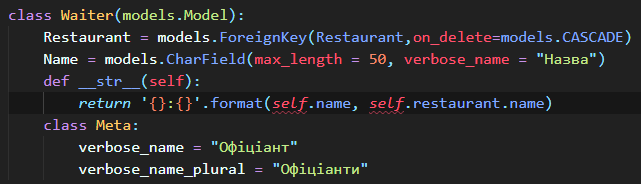 class Waiter(models.Model):
    Restaurant = models.ForeignKey(Restaurant,on_delete=models.CASCADE)
    Name = models.CharField(max_length = 50, verbose_name = "Назва")
    def __str__(self):
        return '{}:{}'.format(self.name, self.restaurant.name)
    class Meta:
        verbose_name = "Офіціант"
        verbose_name_plural = "Офіціанти"